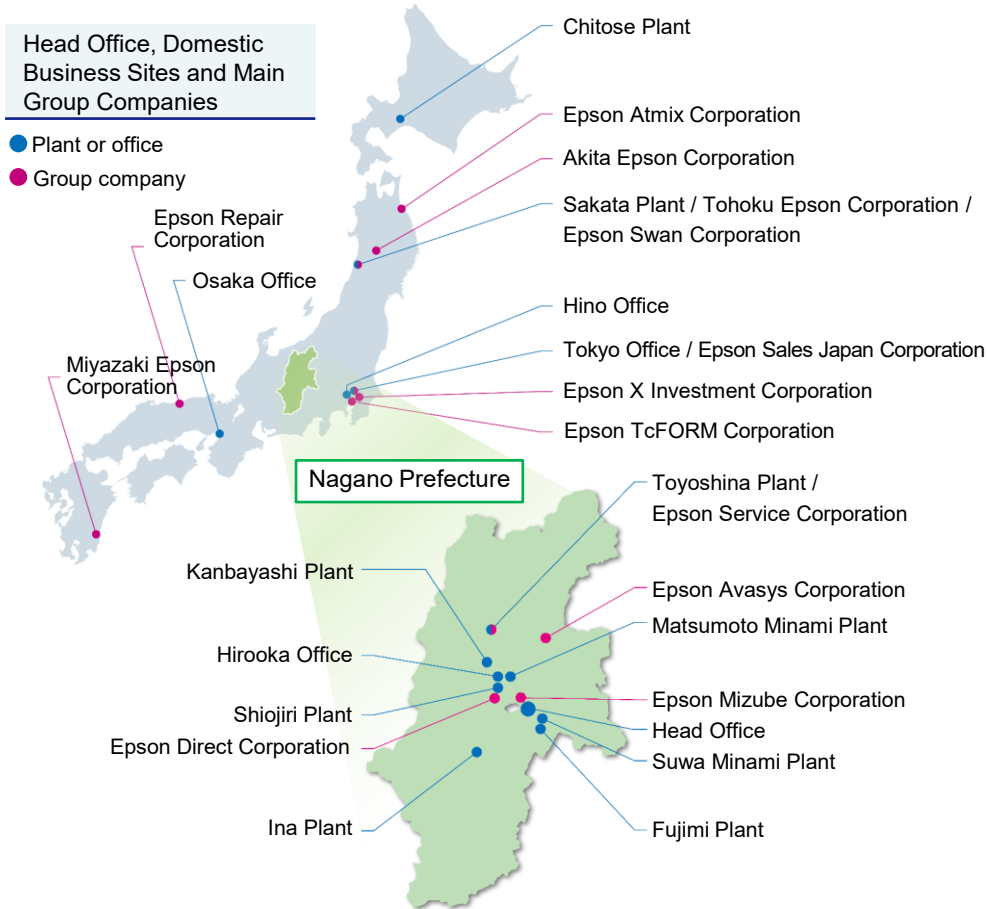 Head Office, Domestic
Business Sites and Main
Group Companies
Plant or office
Group company
Chitose Plant
Epson Atmix Corporation
Akita Epson Corporation
Sakata Plant / Tohoku Epson Corporation /
Epson Swan Corporation
Epson Repair
Corporation
Osaka Office
Miyazaki Epson
Corporation
Hino Office
Tokyo Office / Epson Sales Japan Corporation
Epson X Investment Corporation
Epson TcFORM Corporation
Nagano Prefecture
Toyoshina Plant /
Epson Service Corporation
Kanbayashi Plant
Epson Avasys Corporation
Matsumoto Minami Plant
Hirooka Office
Shiojiri Plant
Epson Mizube Corporation
Head Office
Epson Direct Corporation
Suwa Minami Plant
Ina Plant
Fujimi Plant